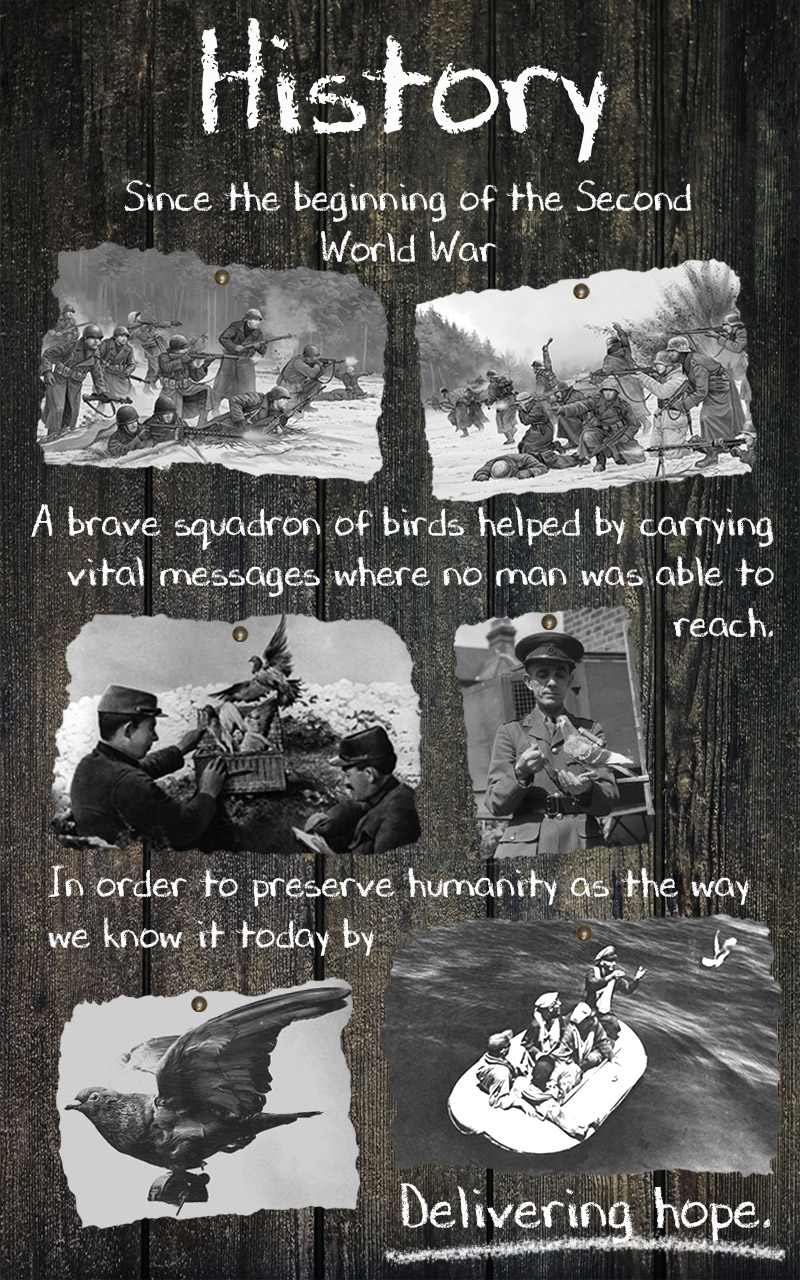 History
Since the beginning of the Second
World War
A brave squadron of birds helped by carrying
vital messages where no man was able to
reach.
In order to preserve humanity as the way
we know it today by
Delivering hope.